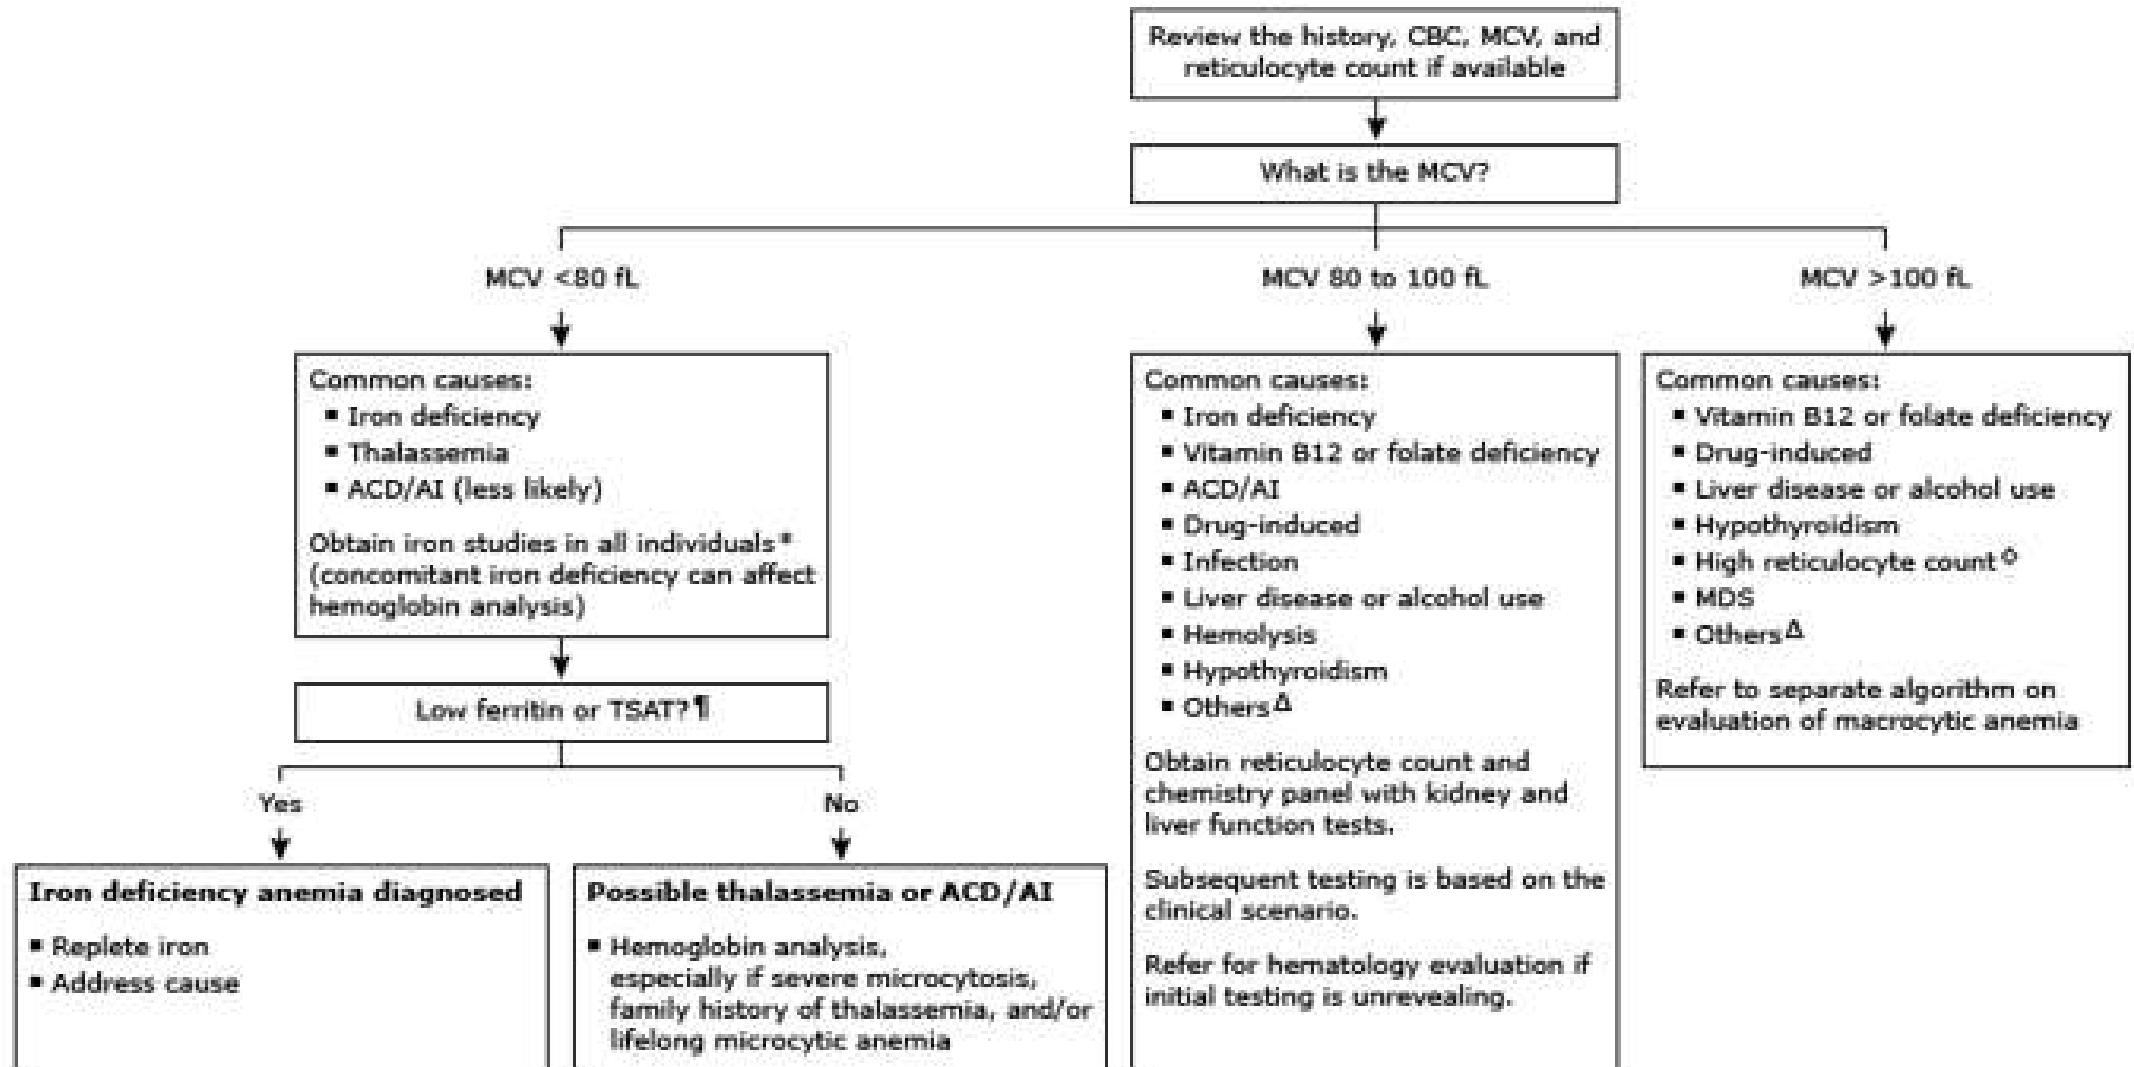 Review the history, CBC, MCV, and
reticulocyte count if available
What is the MCV?
MCV <80 fL
MCV 80 to 100 fL
MCV >100 fL
Common causes:
▪ Iron deficiency
▪ Thalassemia
▪ ACD/AI (less likely)
Obtain iron studies in all individuals*
(concomitant iron deficiency can affect
hemoglobin analysis)
Low ferritin or TSAT?¶
Yes
No
Iron deficiency anemia diagnosed
▪ Replete iron
▪ Address cause
Possible thalassemia or ACD/AI
▪ Hemoglobin analysis,
especially if severe microcytosis,
family history of thalassemia, and/or
lifelong microcytic anemia
Common causes:
▪ Iron deficiency
▪ Vitamin B12 or folate deficiency
▪ ACD/AI
▪ Drug-induced
▪ Infection
▪ Liver disease or alcohol use
▪ Hemolysis
▪ Hypothyroidism
▪ OthersΔ
Obtain reticulocyte count and
chemistry panel with kidney and
liver function tests.
Subsequent testing is based on the
clinical scenario.
Refer for hematology evaluation if
initial testing is unrevealing.
Common causes:
▪ Vitamin B12 or folate deficiency
▪ Drug-induced
▪ Liver disease or alcohol use
▪ Hypothyroidism
▪ High reticulocyte count◊
▪ MDS
▪ OthersΔ
Refer to separate algorithm on
evaluation of macrocytic anemia